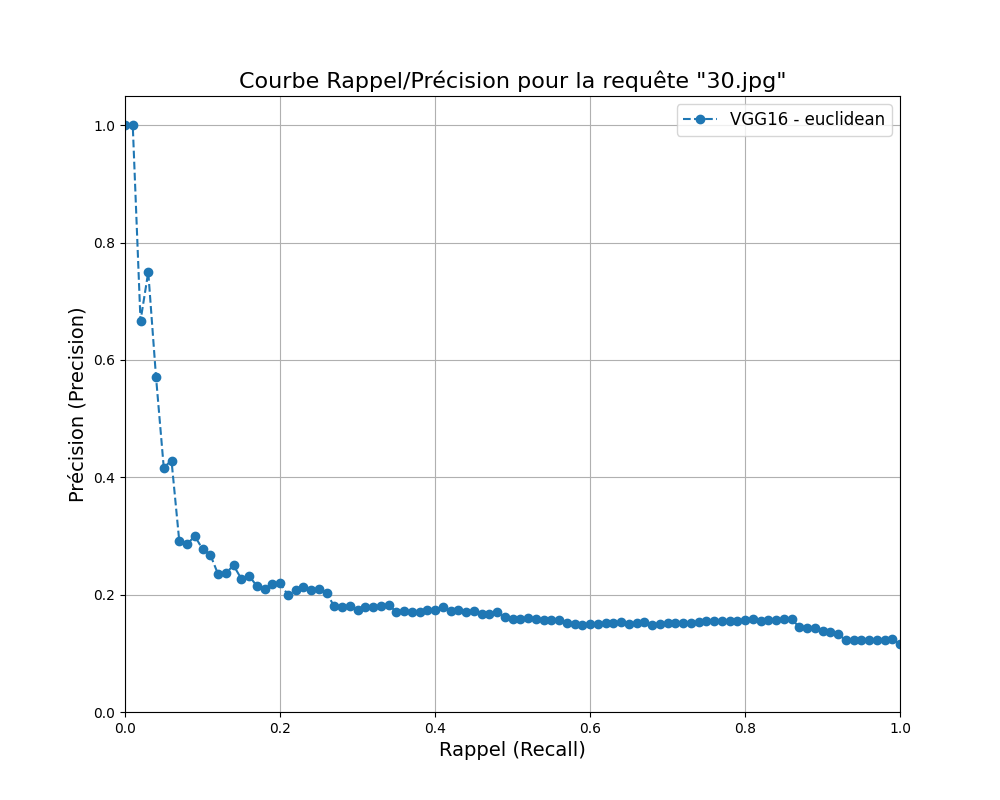 Courbe Rappel/Précision pour la requête "30.jpg"
VGG16 - euclidean
Précision (Precision)
1.0
0.8
0.6
0.4
0.2
0.0
0.0 0.2 0.4 0.6 0.8 1.0
Rappel (Recall)